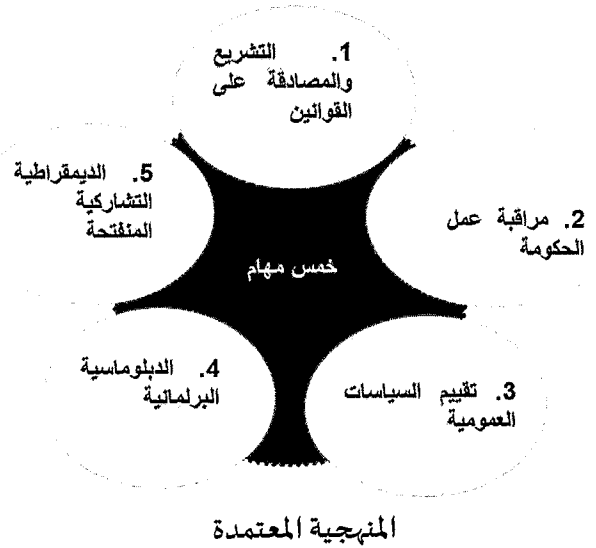 1. التشريع
والمصادقة على
القوانين
2. مراقبة عمل
الحكومة
3. تقييم السياسات
العمومية
4. الدبلوماسية
البرلمانية
5. الديمقراطية
التشاركية
المنفتحة
خمس مهام
المنهجية المعتمدة